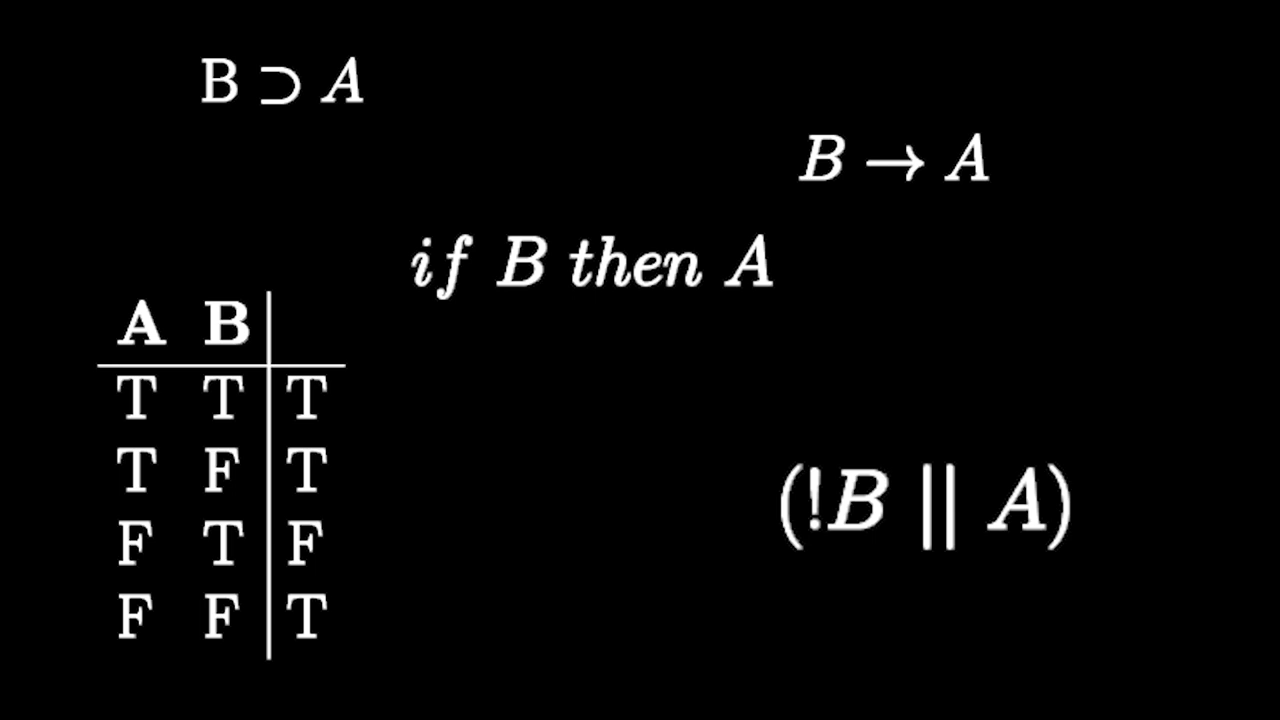 B ⊃ A
B → A
if B then A
A B
T T T
T F T
F T F
F F T
(!B || A)